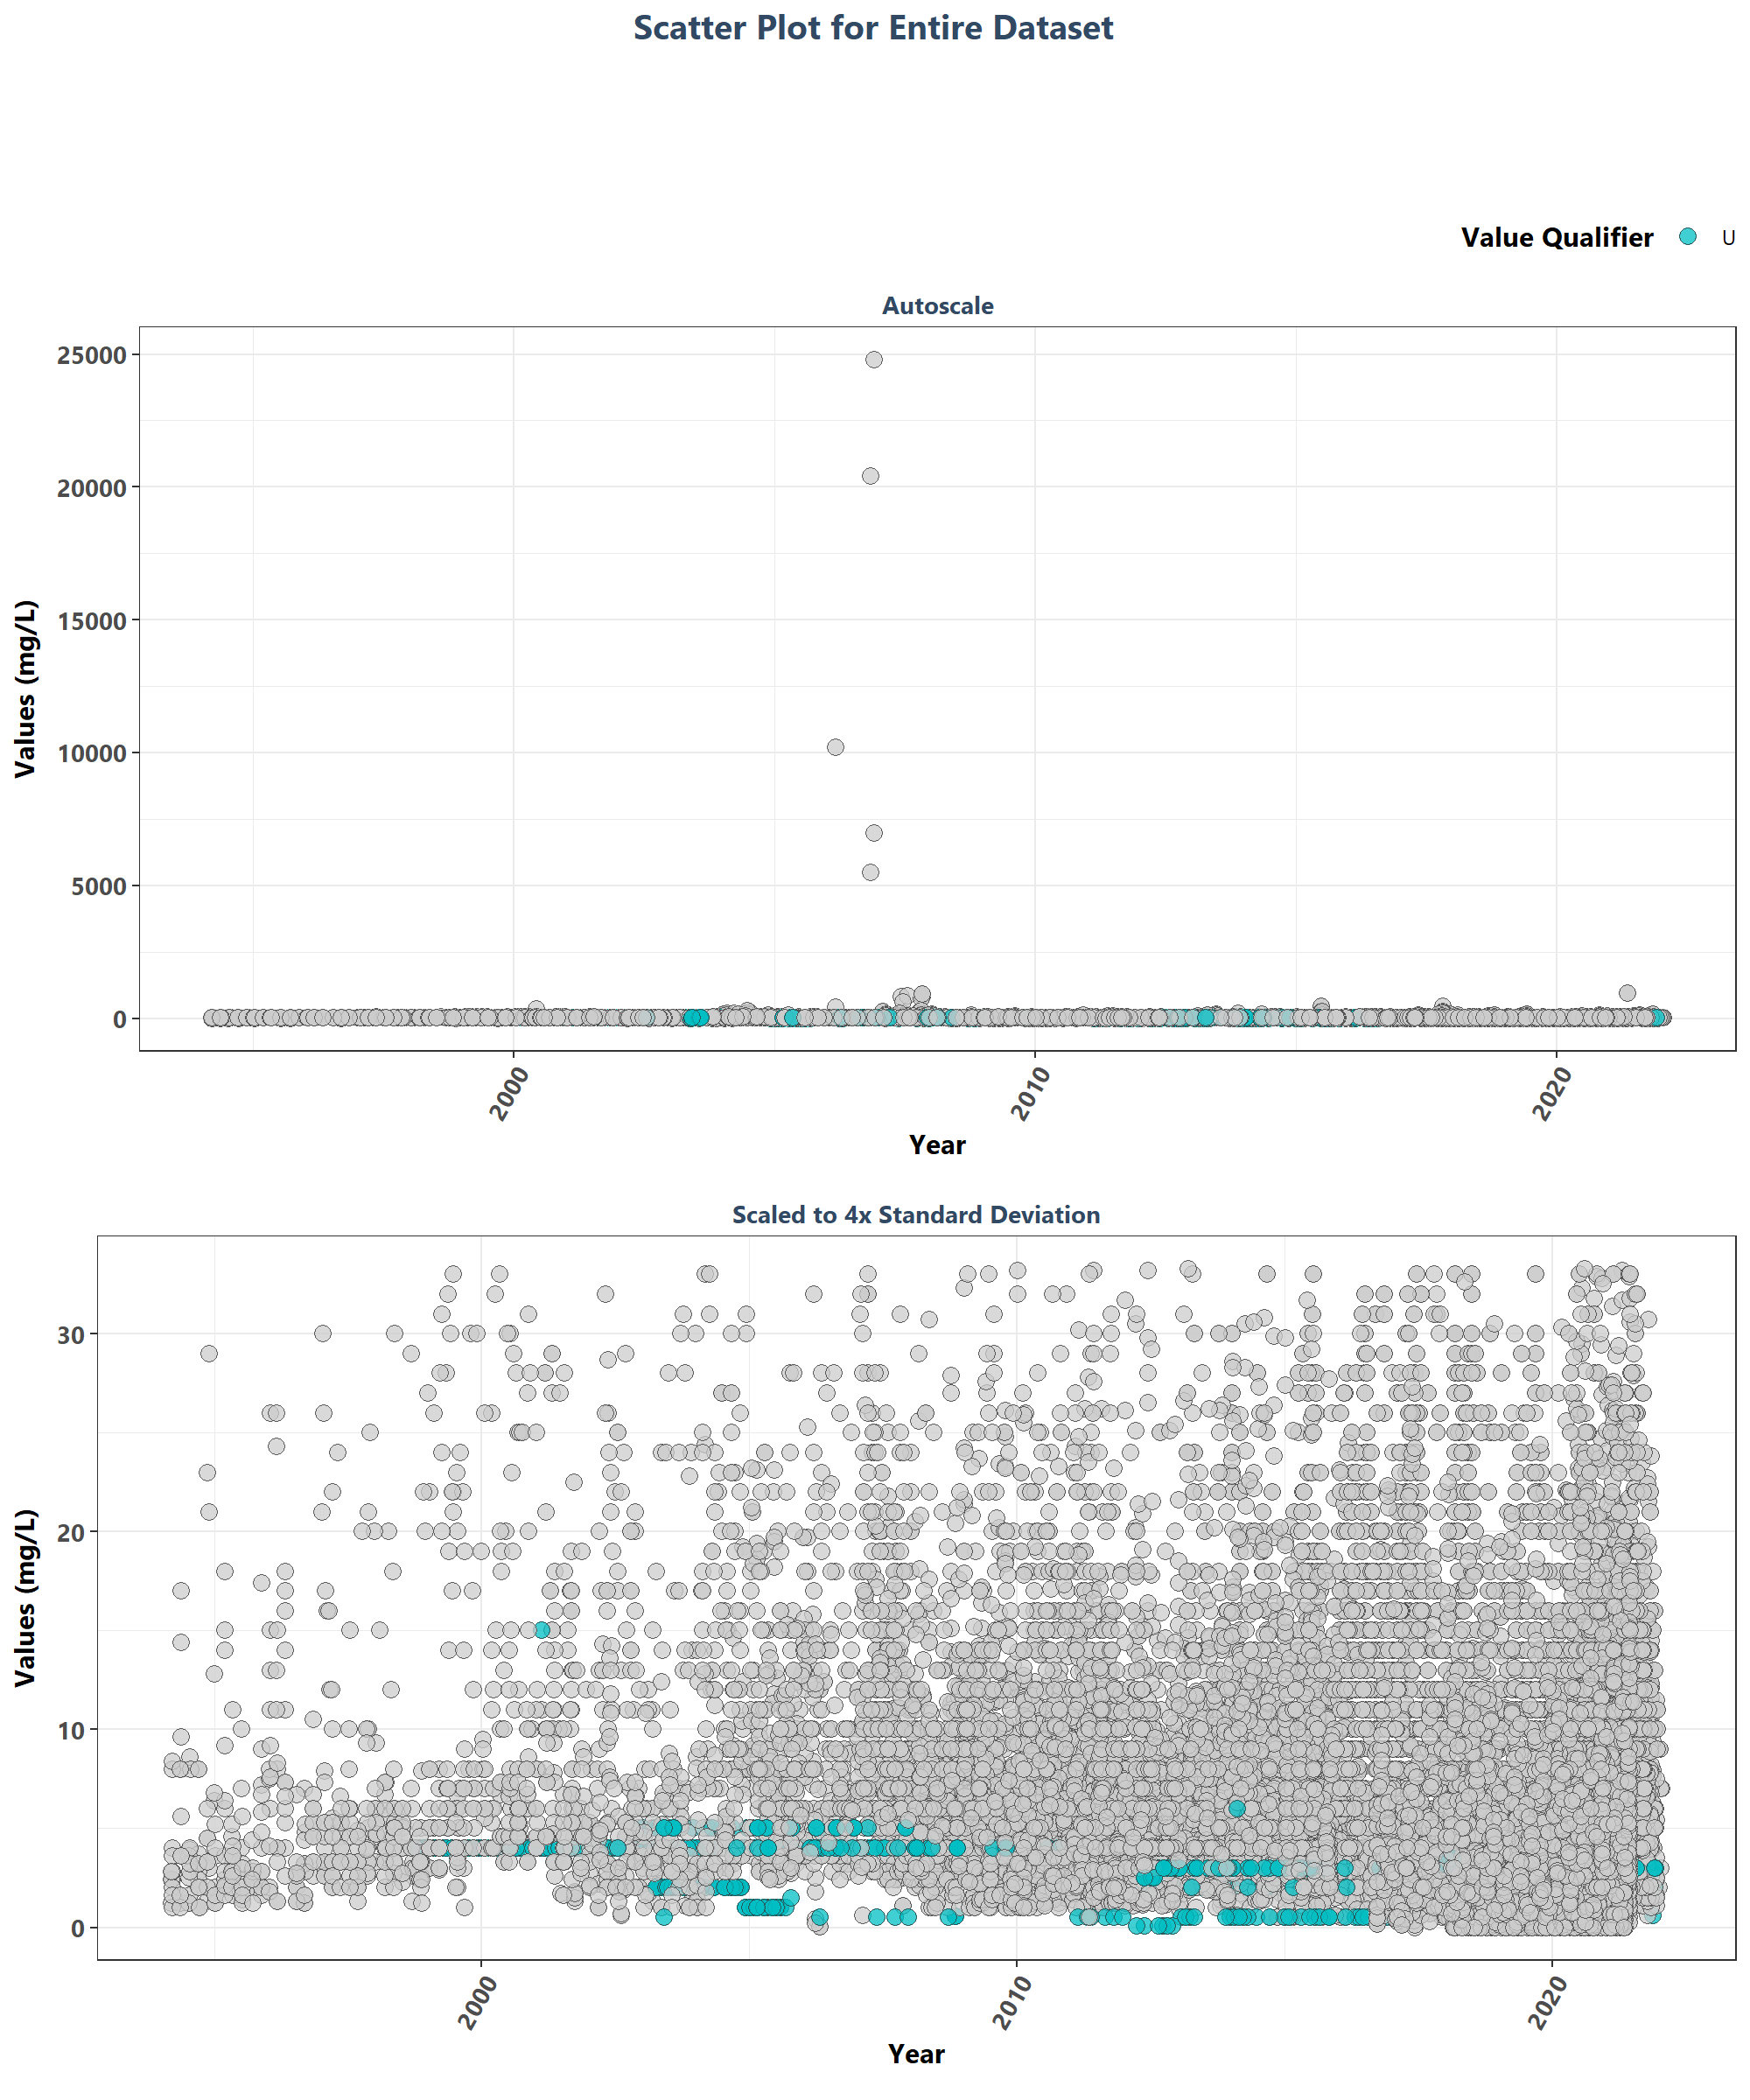 Scatter Plot for Entire Dataset
Value Qualifier U
Autoscale
Values (mg/L)
25000
20000
15000
10000
5000
0
2000 2010 2020
Year
Scaled to 4x Standard Deviation
Values (mg/L)
30
20
10
0
2000 2010 2020
Year